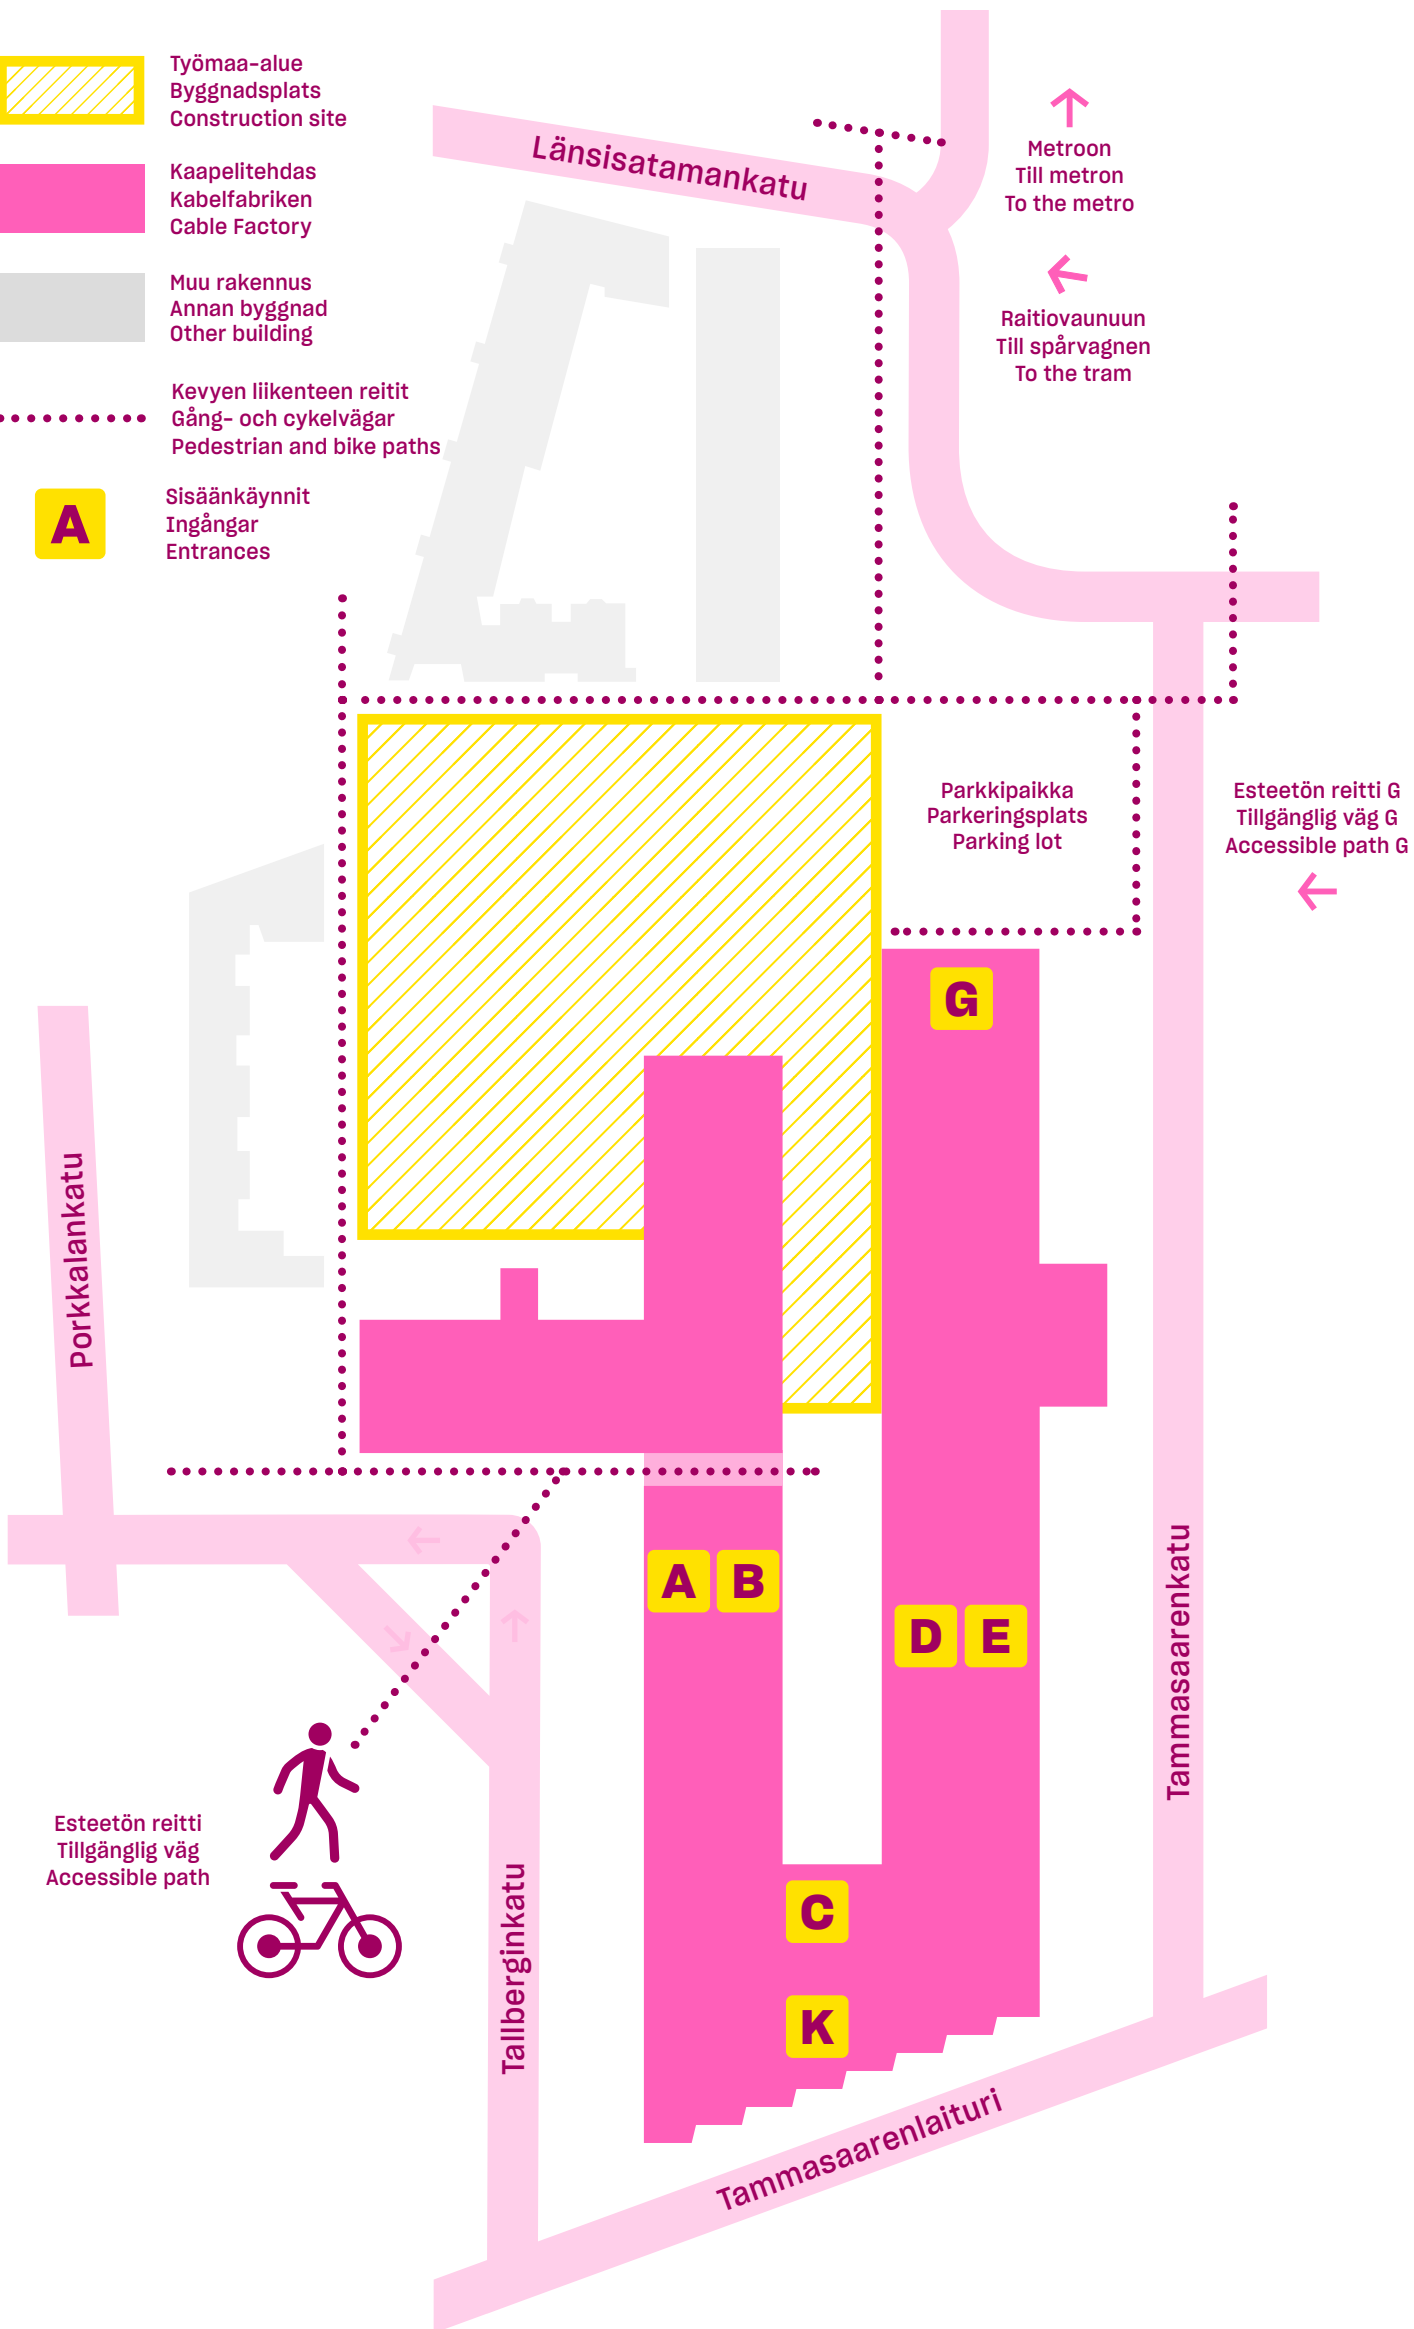 Työmaa-alue
Byggnadsplats
Construction site
Kaapelitehdas
Kabelfabriken
Cable Factory
Muu rakennus
Annan byggnad
Other building
Kevyen liikenteen reitit
Gång- och cykelvägar
Pedestrian and bike paths
A
Sisäänkäynnit
Ingångar
Entrances
Länsisatamankatu
Metroon
Till metron
To the metro
Raitiovaunuun
Till spårvagnen
To the tram
Parkkipaikka
Parkeringsplats
Parking lot
Esteetön reitti G
Tillgänglig väg G
Accessible path G
G
Porkkalankatu
A B
D E
Tammasaarenkatu
Esteetön reitti
Tillgänglig väg
Accessible path
Tallberginkatu
C
K
Tammasaarenlaituri